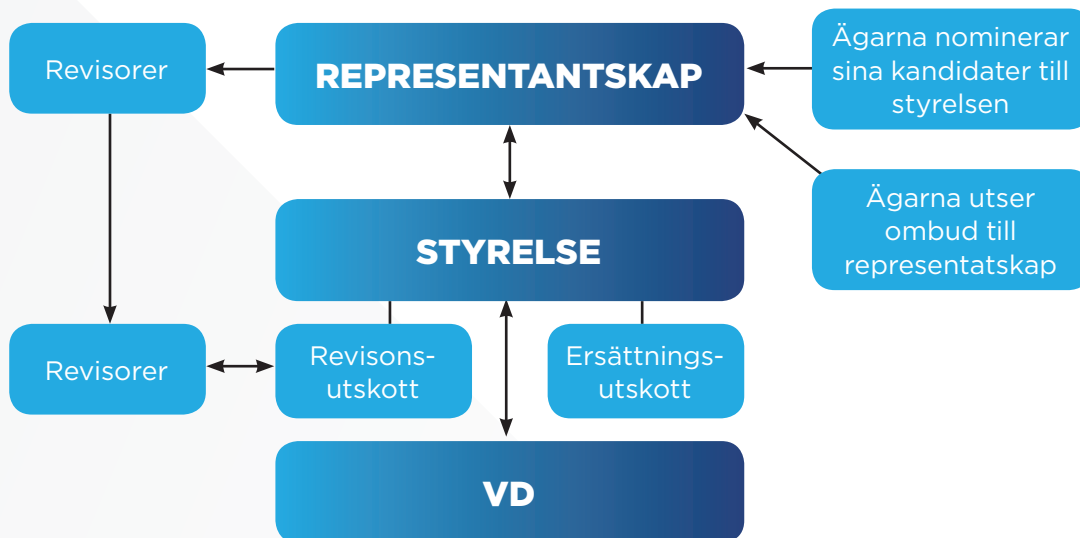 Revisorer
REPRESENTANTSKAP
Ägarna nominerar
sina kandidater till
styrelsen
Ägarna utser
ombud till
representatskap
STYRELSE
Revisorer
Revisons-
utskott
Ersättnings-
utskott
VD